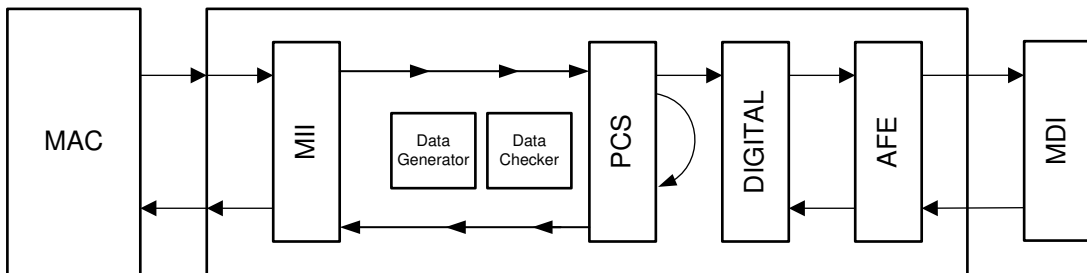 MAC
MII
Data
Generator
Data
Checker
PCS
DIGITAL
AFE
MDI